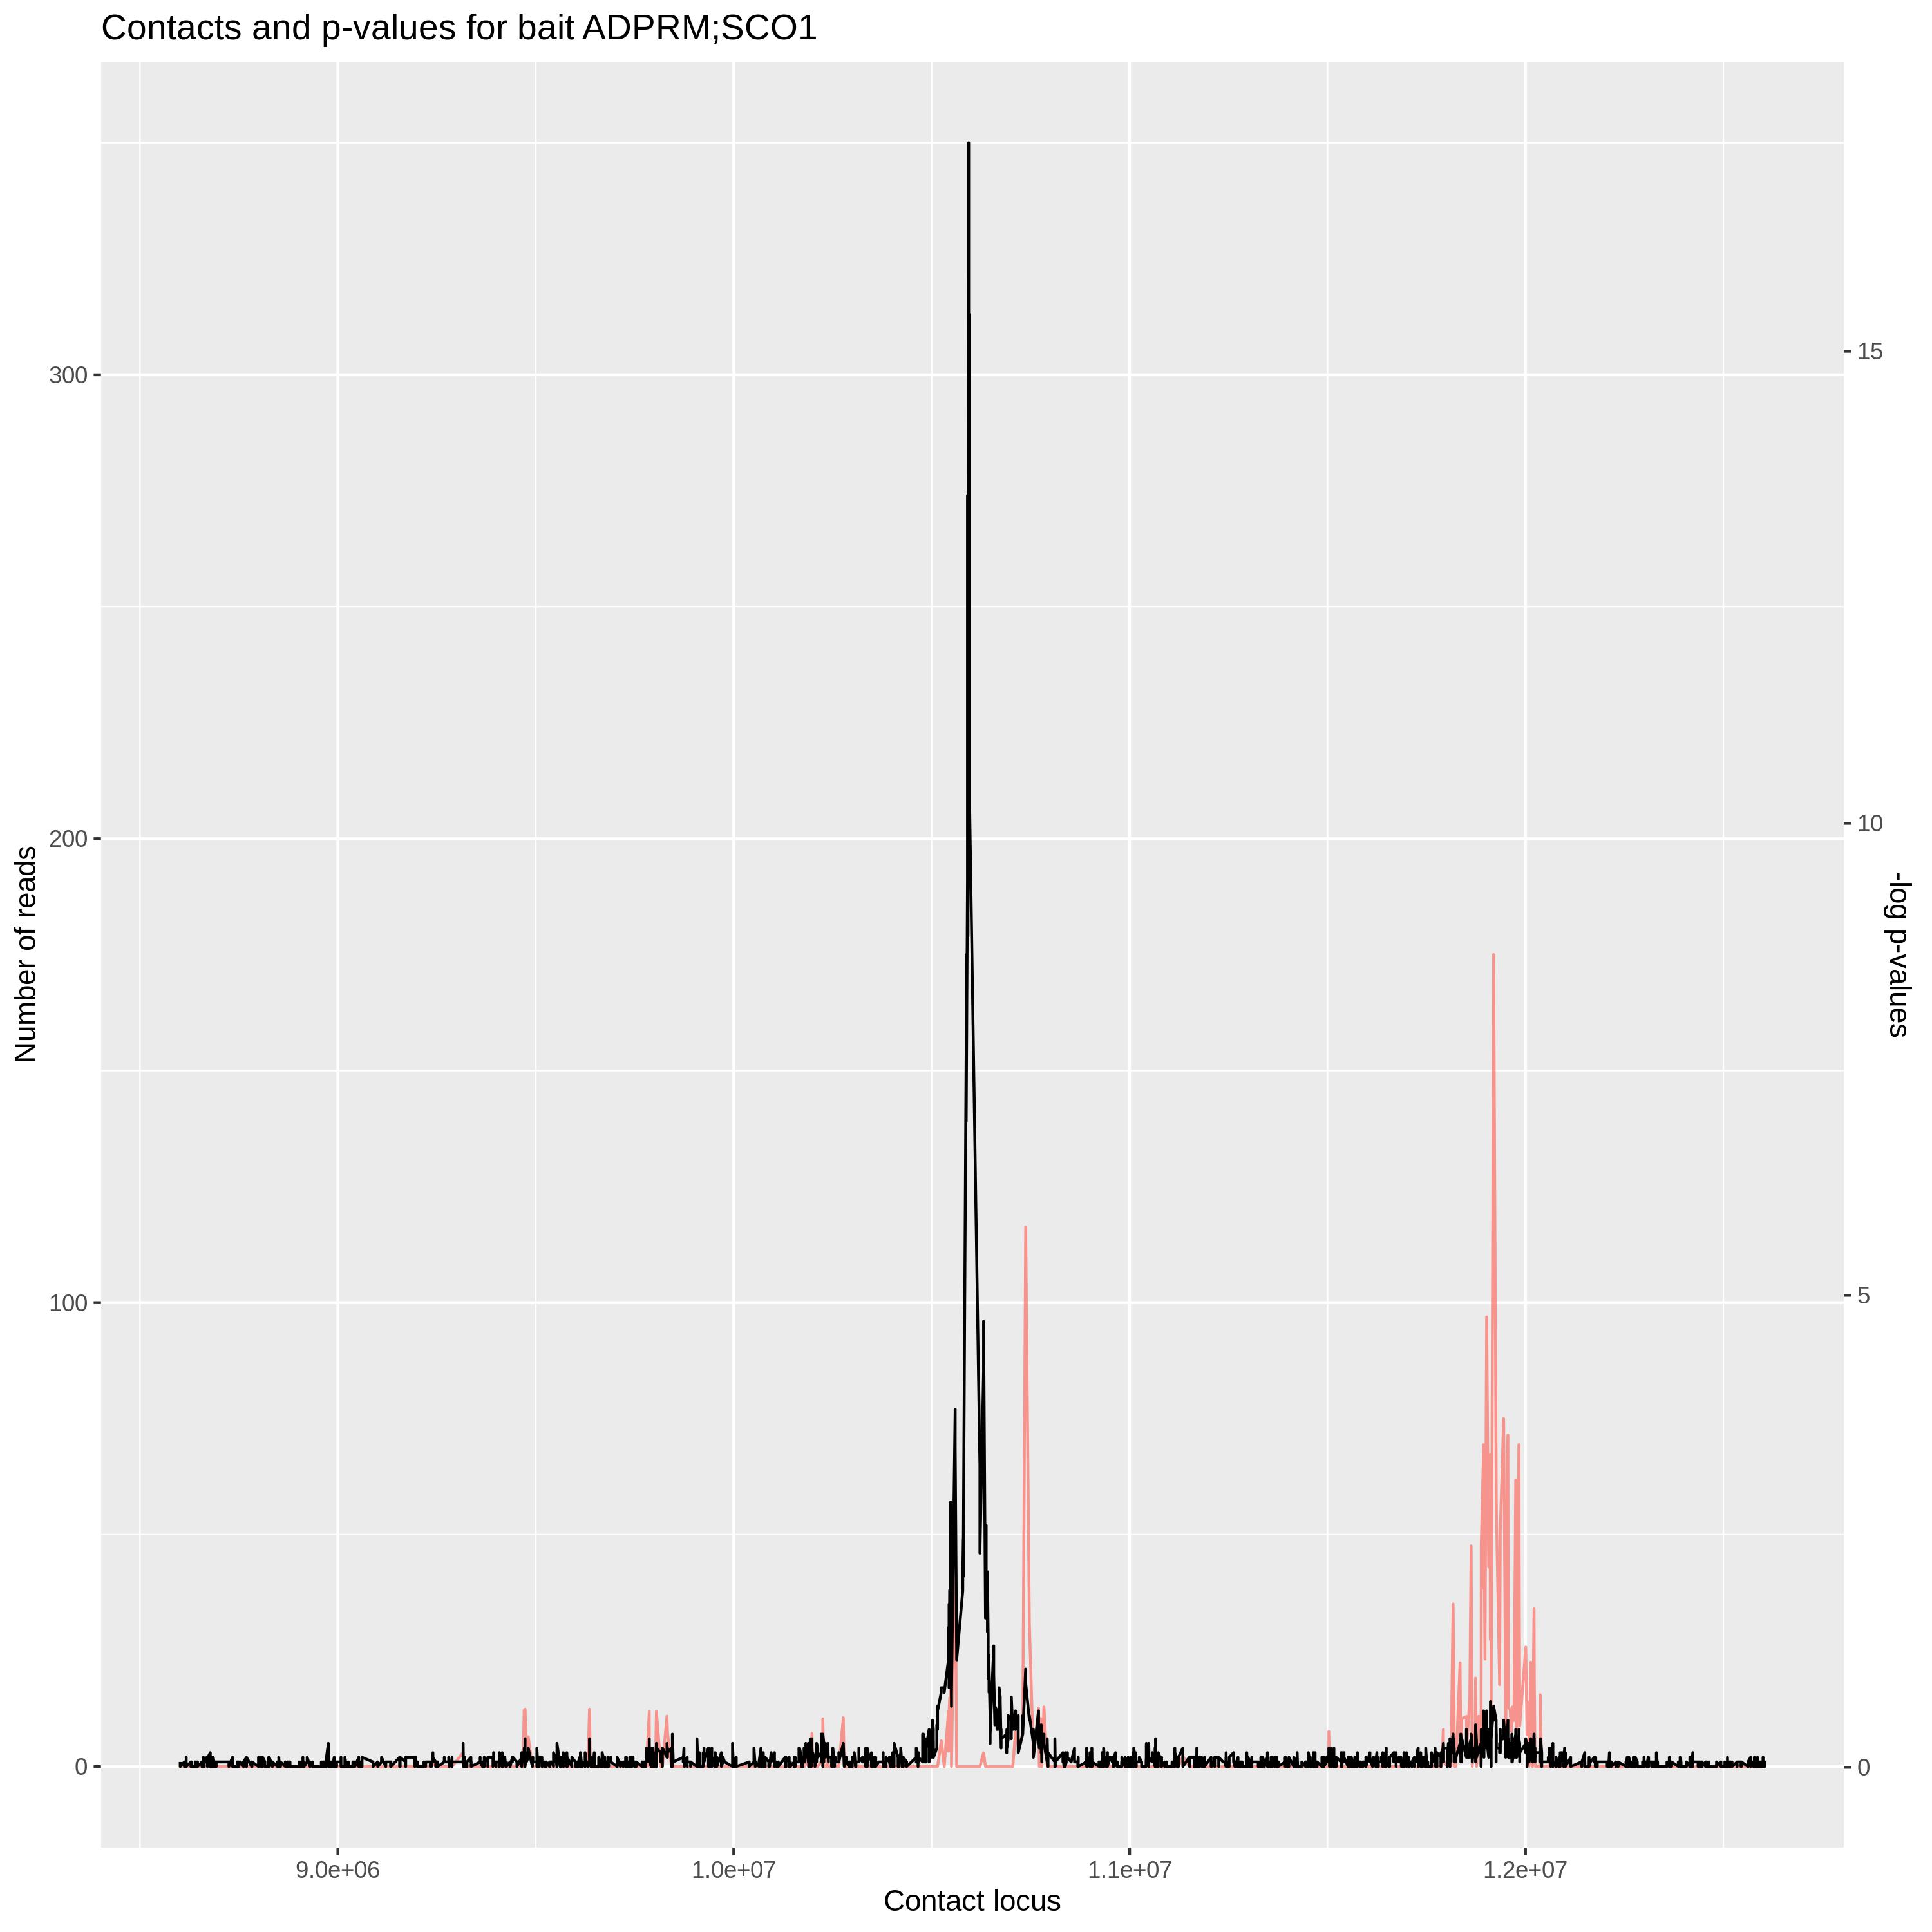 Contacts and p-values for bait ADPRM;SCO1
300
200
100
0
Number of reads
15
10
5
0
-log p-values
9.0e+06
1.0e+07
1.1e+07
1.2e+07
Contact locus